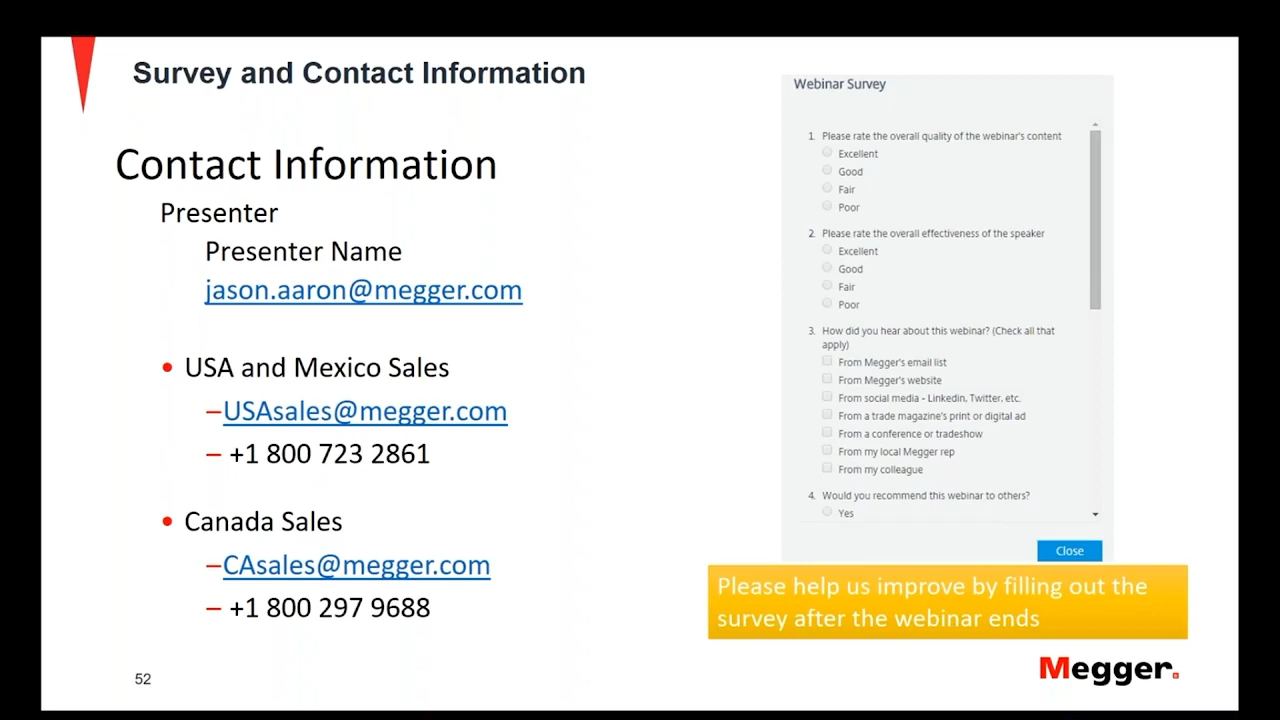 Survey and Contact Information
Contact Information
Presenter
Presenter Name
jason.aaron@megger.com
• USA and Mexico Sales
–USAsales@megger.com
– +1 800 723 2861
• Canada Sales
–CAsales@megger.com
– +1 800 297 9688
52
Webinar Survey
1. Please rate the overall quality of the webinar's content
Excellent
Good
Fair
Poor
2. Please rate the overall effectiveness of the speaker
Excellent
Good
Fair
Poor
3. How did you hear about this webinar? (Check all that
apply)
From Megger's email list
From Megger's website
From social media - Linkedin, Twitter, etc.
From a trade magazine's print or digital ad
From a conference or tradeshow
From my local Megger rep
From my colleague
4. Would you recommend this webinar to others?
Yes
Close
Please help us improve by filling out the
survey after the webinar ends
Megger.